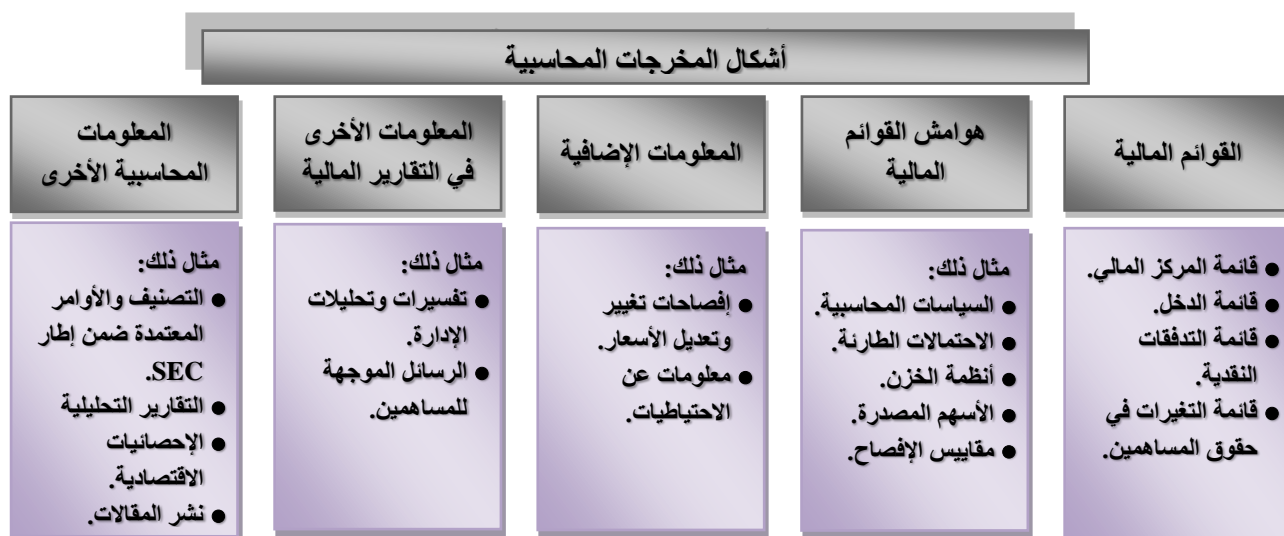 أشكال المخرجات المحاسبية
القوائم المالية
● قائمة المركز المالي.
● قائمة الدخل.
● قائمة التدفقات
النقدية.
● قائمة التغيرات في
حقوق المساهمين.
هوامش القوائم
المالية
مثال ذلك:
● السياسات المحاسبية.
● الاحتمالات الطارئة.
● أنظمة الخزن.
● الأسهم المصدرة.
● مقاييس الإفصاح.
المعلومات الإضافية
مثال ذلك:
● إفصاحات تغيير
وتعديل الأسعار.
● معلومات عن
الاحتياطيات.
المعلومات الأخرى
في التقارير المالية
مثال ذلك:
● تفسيرات وتحليلات
الإدارة.
● الرسائل الموجهة
للمساهمين.
المعلومات
المحاسبية الأخرى
مثال ذلك:
● التصنيف والأوامر
المعتمدة ضمن إطار
SEC.
● التقارير التحليلية
● الإحصائيات
الاقتصادية.
● نشر المقالات.